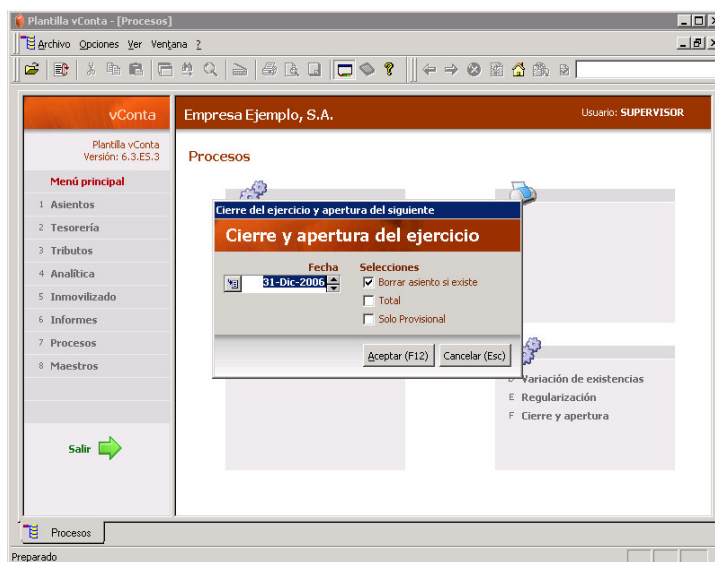 Plantilla vConta - [Procesos]
Archivo Opciones Ver Ventana ?
vConta
Plantilla vConta
Versión: 6.3.E5.3
Menú principal
1 Asientos
2 Tesorería
3 Tributos
4 Analítica
5 Inmovilizado
6 Informes
7 Procesos
8 Maestros
Salir
Empresa Ejemplo, S.A.
Usuario: SUPERVISOR
Procesos
Cierre del ejercicio y apertura del siguiente
Cierre y apertura del ejercicio
Fecha
31-Dic-2006
Selecciones
Borrar asiento si existe
Total
Solo Provisional
Aceptar (F12)
Cancelar (Esc)
Variación de existencias
E Regularización
F Cierre y apertura
Procesos
Preparado